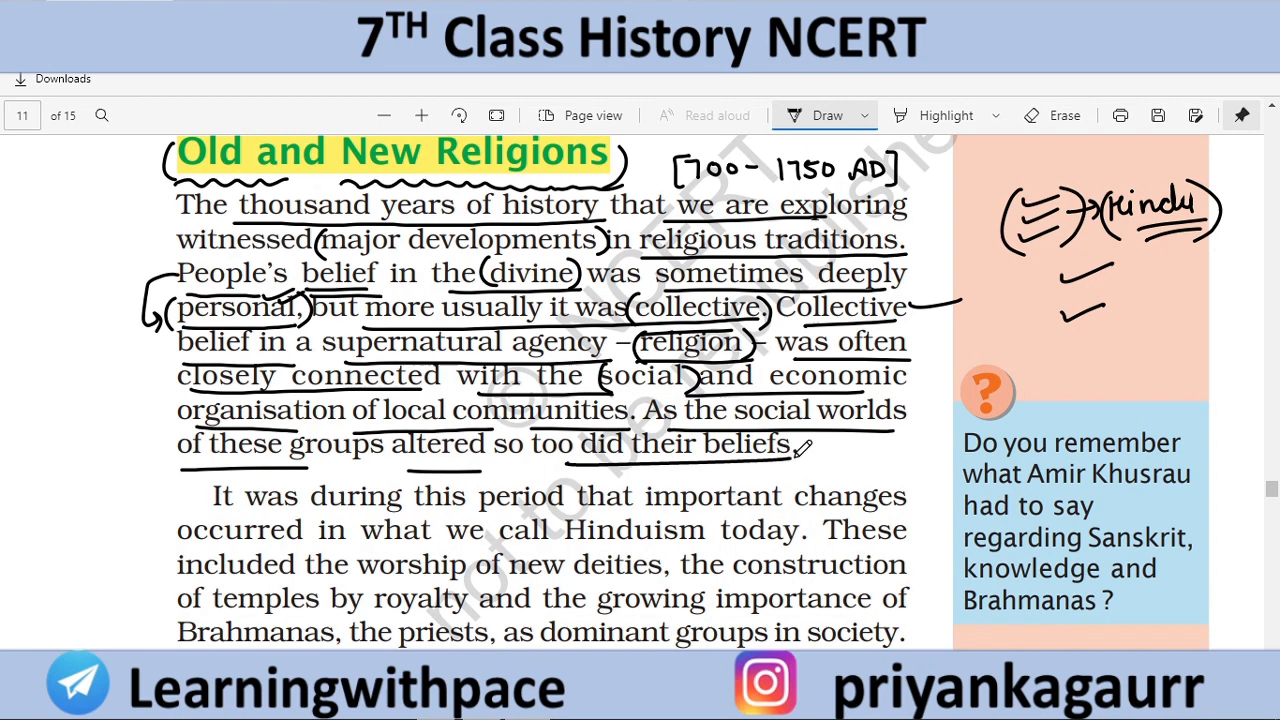 7TH Class History NCERT
Downloads
11 of 15 Page view Read aloud Draw Highlight Erase
Old and New Religions
[700 - 1750 AD]
The thousand years of history that we are exploring
witnessed major developments in religious traditions.
People's belief in the divine was sometimes deeply
personal, but more usually it was collective. Collective
belief in a supernatural agency – religion – was often
closely connected with the social and economic
organisation of local communities. As the social worlds
of these groups altered so too did their beliefs.
It was during this period that important changes
occurred in what we call Hinduism today. These
included the worship of new deities, the construction
of temples by royalty and the growing importance of
Brahmanas, the priests, as dominant groups in society.
Hindu
?
Do you remember
what Amir Khusrau
had to say
regarding Sanskrit,
knowledge and
Brahmanas ?
© NCERT
not to be republishe
Learningwithpace
priyankagaurr